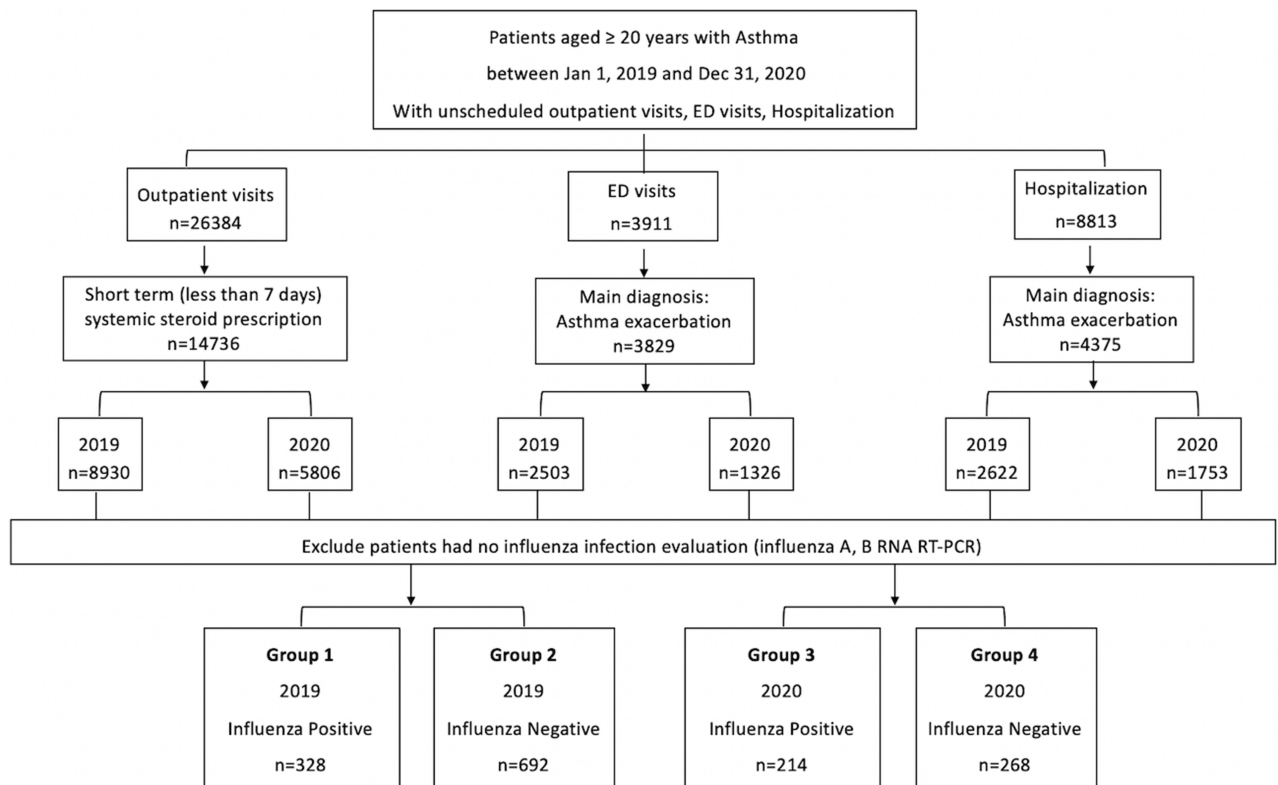 Patients aged ≥ 20 years with Asthma
between Jan 1, 2019 and Dec 31, 2020
With unscheduled outpatient visits, ED visits, Hospitalization
Outpatient visits
n=26384
ED visits
n=3911
Hospitalization
n=8813
Short term (less than 7 days)
systemic steroid prescription
n=14736
Main diagnosis:
Asthma exacerbation
n=3829
Main diagnosis:
Asthma exacerbation
n=4375
2019
n=8930
2020
n=5806
2019
n=2503
2020
n=1326
2019
n=2622
2020
n=1753
Exclude patients had no influenza infection evaluation (influenza A, B RNA RT-PCR)
Group 1
2019
Influenza Positive
n=328
Group 2
2019
Influenza Negative
n=692
Group 3
2020
Influenza Positive
n=214
Group 4
2020
Influenza Negative
n=268